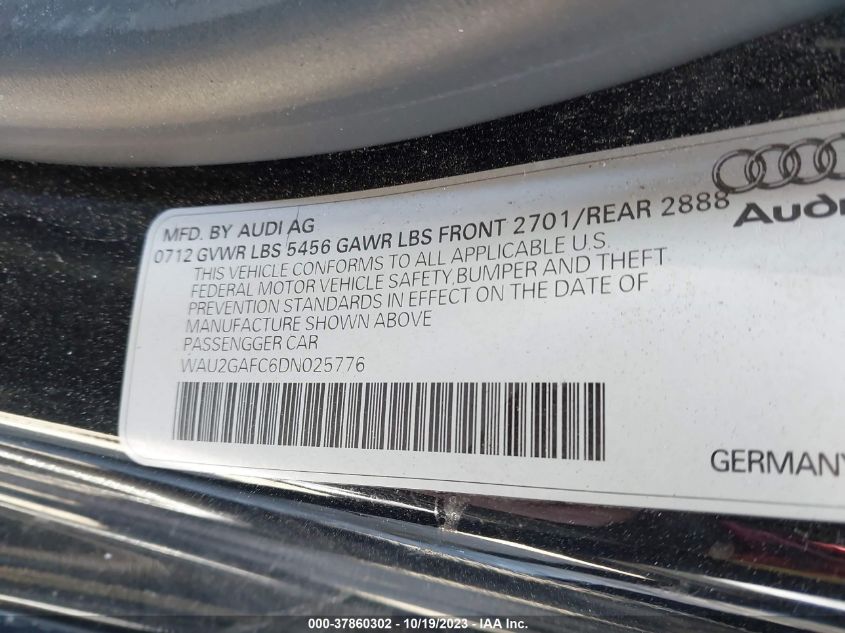 MFD. BY AUDI AG
0712 GVWR LBS 5456 GAWR LBS FRONT 2701/REAR 2888
THIS VEHICLE CONFORMS TO ALL APPLICABLE U.S.
FEDERAL MOTOR VEHICLE SAFETY, BUMPER AND THEFT
PREVENTION STANDARDS IN EFFECT ON THE DATE OF
MANUFACTURE SHOWN ABOVE
PASSENGGER CAR
WAU2GAFC6DN025776
Audi
GERMANY
000-37860302 - 10/19/2023 - IAA Inc.